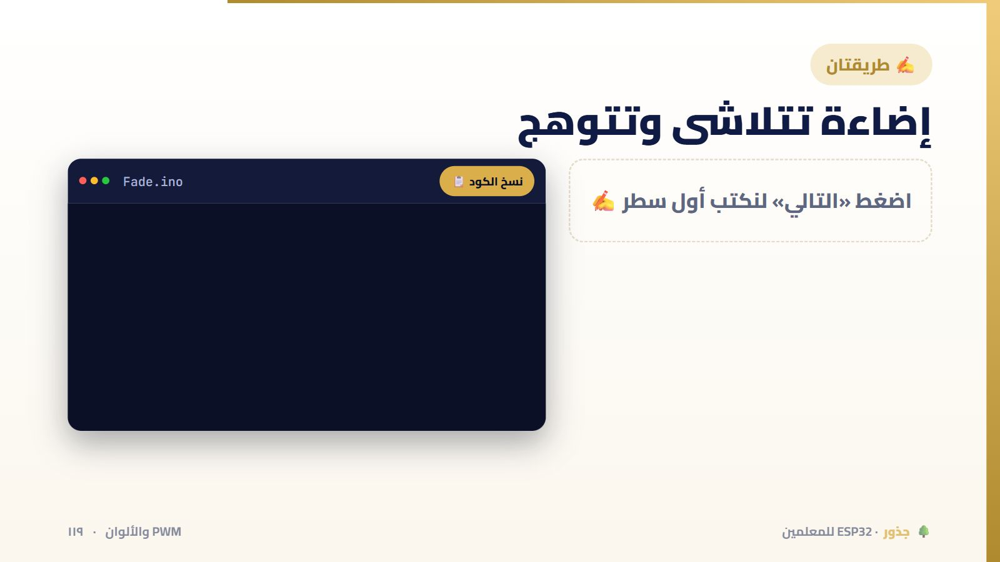 ✍️ طريقتان
إضاءة تتلاشى وتتوهج
اضغط «التالي» لنكتب أول سطر ✍️
نسخ الكود 📋
Fade.ino
🌳 جذور · ESP32 للمعلمين
PWM والألوان · ١١٩